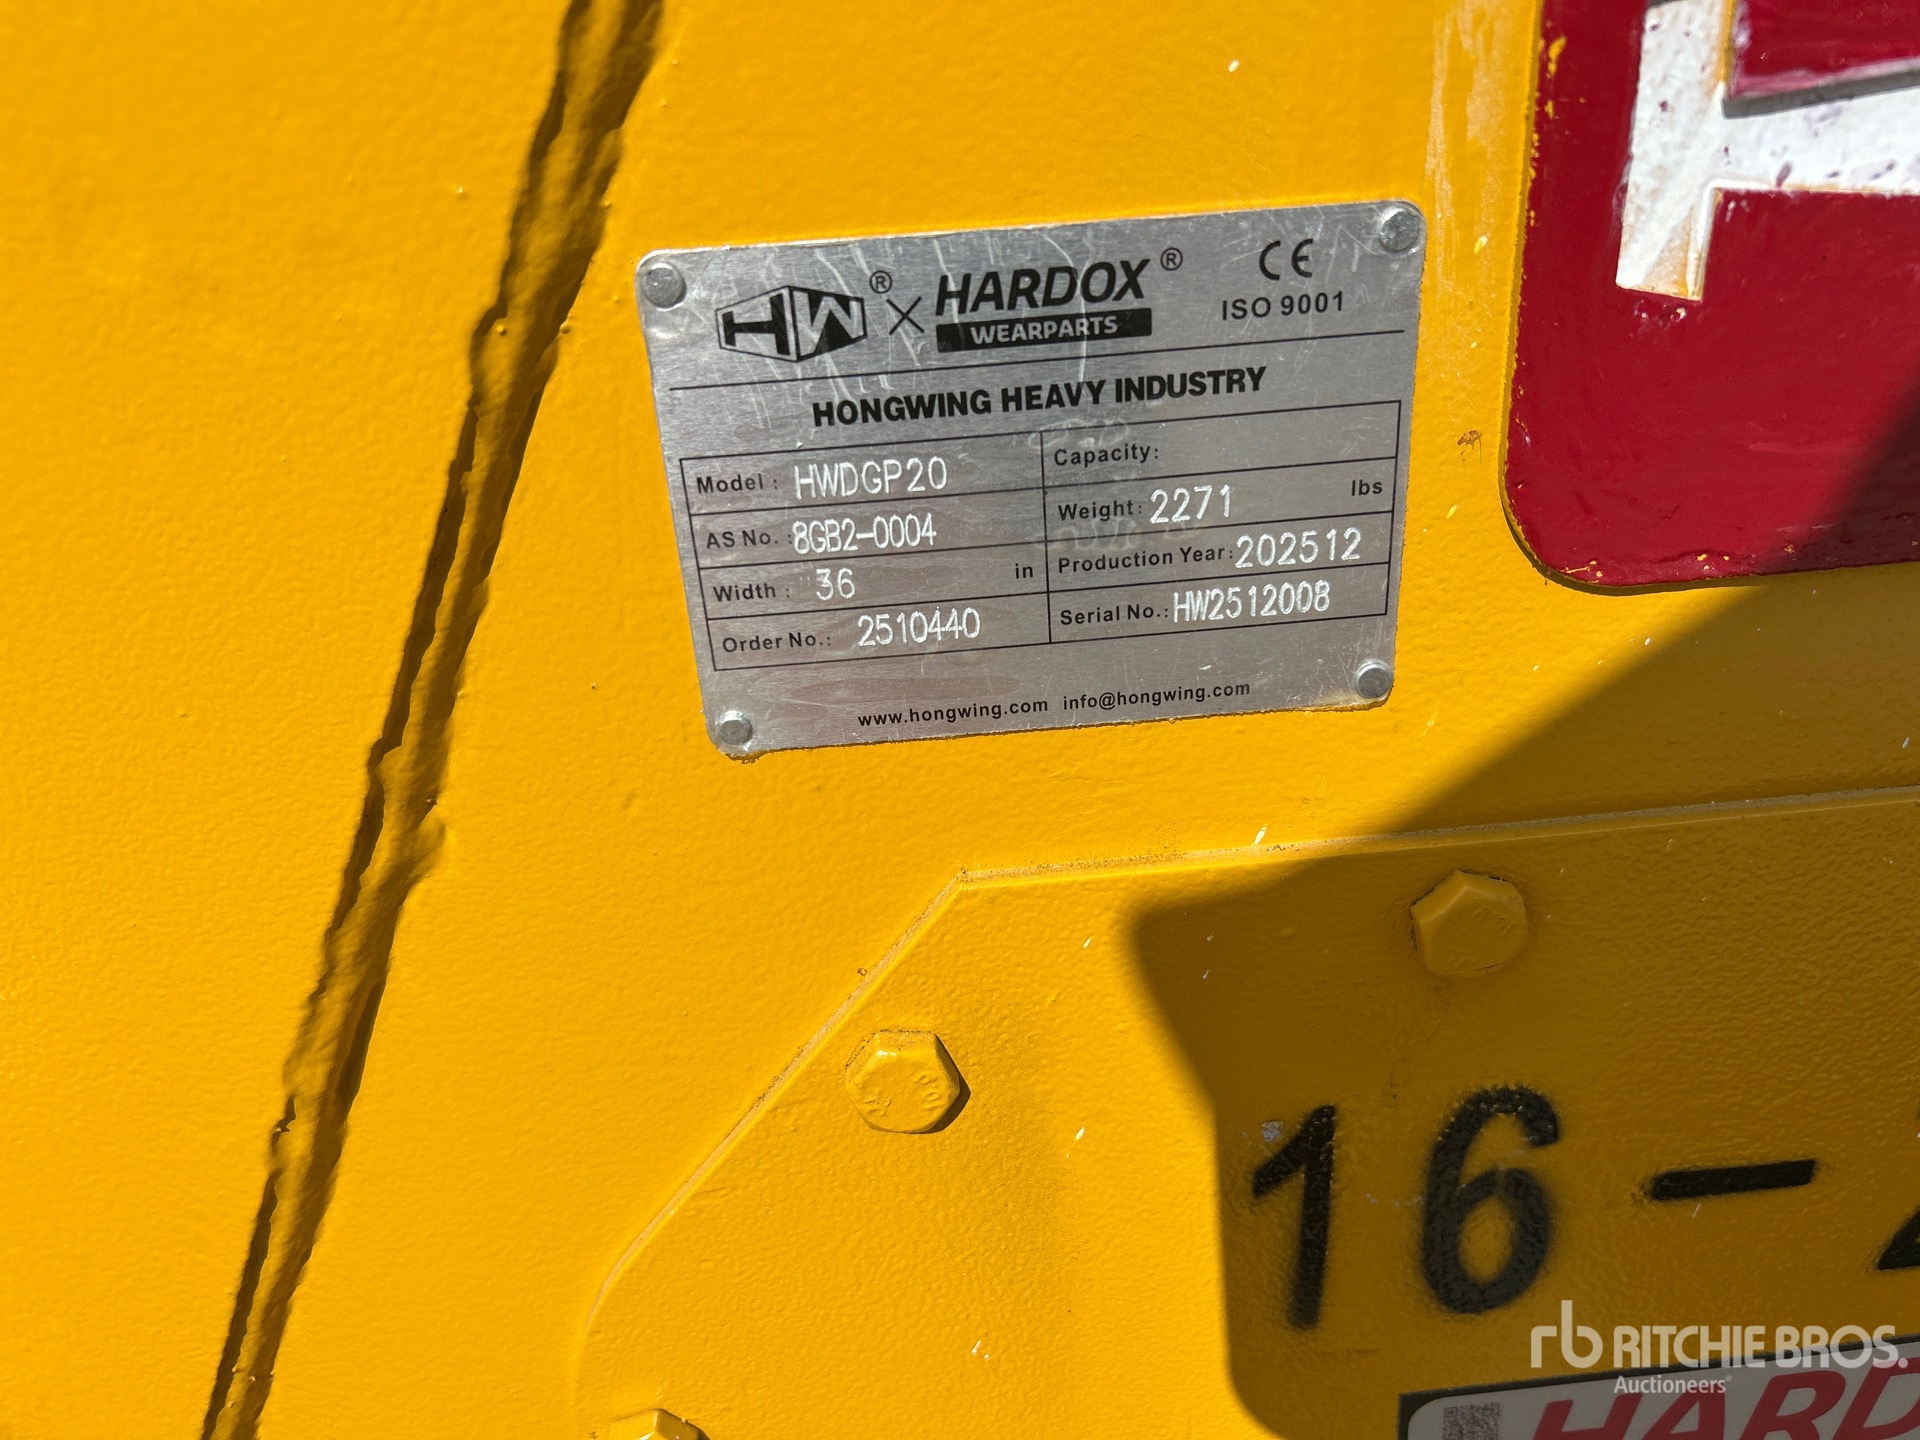 HW® × HARDOX® CE
WEARPARTS ISO 9001
HONGWING HEAVY INDUSTRY
Model: HWDGP20 Capacity:
AS No.: 8GB2-0004 Weight: 2271 lbs
Width: 36 in Production Year: 202512
Order No.: 2510440 Serial No.: HW2512008
www.hongwing.com info@hongwing.com
16-
rb RITCHIE BROS.
Auctioneers
HARD